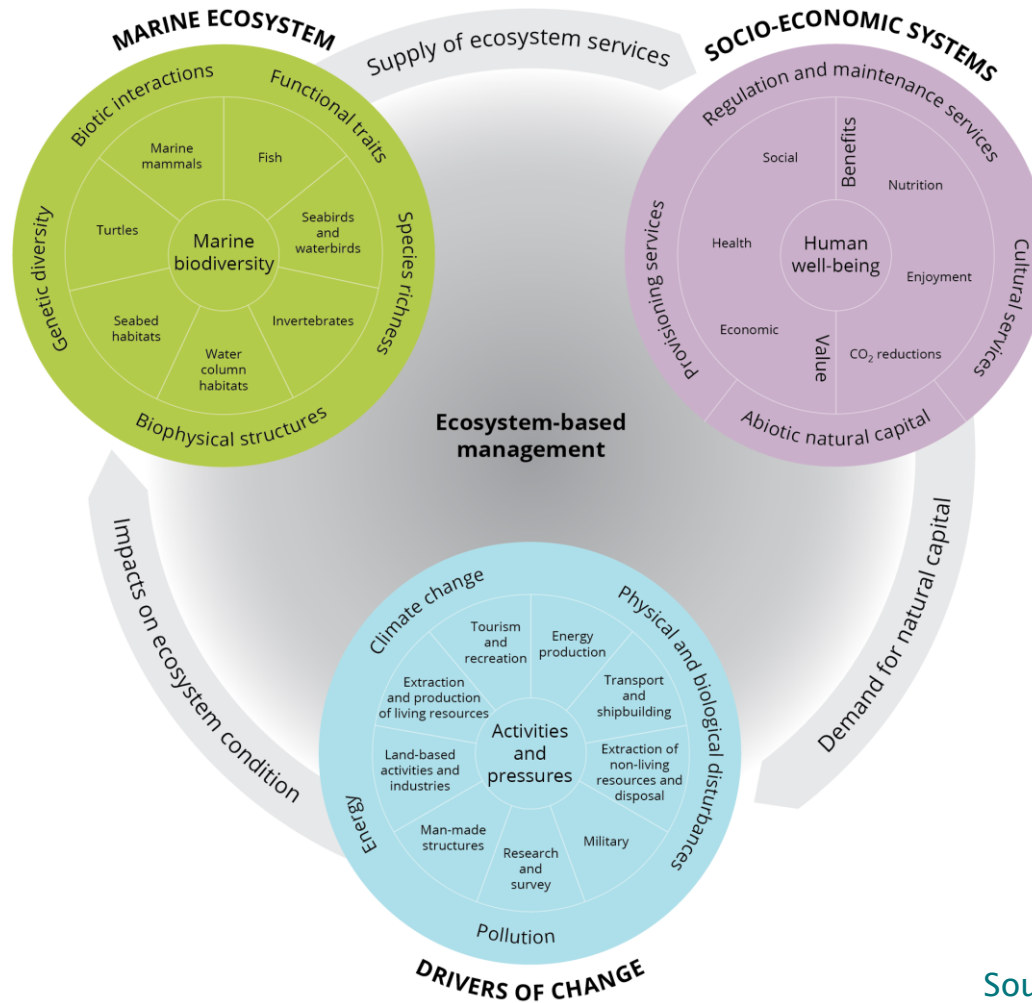 MARINE ECOSYSTEM
Supply of ecosystem services
SOCIO-ECONOMIC SYSTEMS
Biotic interactions
Functional traits
Species richness
Biophysical structures
Genetic diversity
Marine
mammals
Fish
Seabirds
and
waterbirds
Invertebrates
Water
column
habitats
Seabed
habitats
Turtles
Marine
biodiversity
Regulation and maintenance services
Cultural services
Abiotic natural capital
Provisioning services
Social
Benefits
Nutrition
Health
Enjoyment
Economic
Value
CO₂ reductions
Human
well-being
Ecosystem-based
management
Impacts on ecosystem condition
Demand for natural capital
Climate change
Physical and biological disturbances
Energy
Pollution
Tourism
and
recreation
Energy
production
Transport
and
shipbuilding
Extraction of
non-living
resources and
disposal
Military
Research
and
survey
Man-made
structures
Land-based
activities and
industries
Extraction
and production
of living resources
Activities
and
pressures
DRIVERS OF CHANGE
Sou